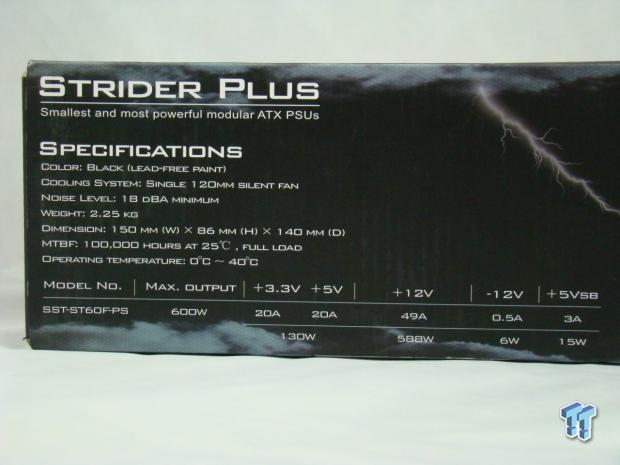 STRIDER PLUS
Smallest and most powerful modular ATX PSUs
SPECIFICATIONS
COLOR: BLACK (LEAD-FREE PAINT)
COOLING SYSTEM: SINGLE 120MM SILENT FAN
NOISE LEVEL: 18 DBA MINIMUM
WEIGHT: 2.25 KG
DIMENSION: 150 MM (W) × 86 MM (H) × 140 MM (D)
MTBF: 100,000 HOURS AT 25℃ , FULL LOAD
OPERATING TEMPERATURE: 0℃ ~ 40℃
MODEL NO. MAX. OUTPUT +3.3V +5V +12V -12V +5VSB
SST-ST60F-PS 600W 20A 20A 49A 0.5A 3A
130W 588W 6W 15W
TT